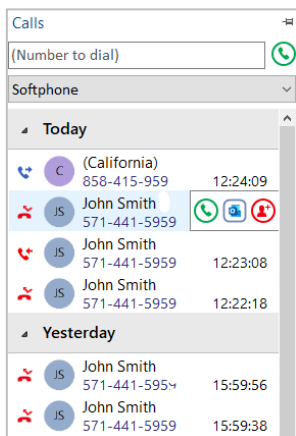 Calls
(Number to dial)
Softphone
Today
C
(California)
858-415-959
12:24:09
JS
John Smith
571-441-5959
JS
John Smith
571-441-5959
12:23:08
JS
John Smith
571-441-5959
12:22:18
Yesterday
JS
John Smith
15:59:56
JS
John Smith
571-441-5959
15:59:38